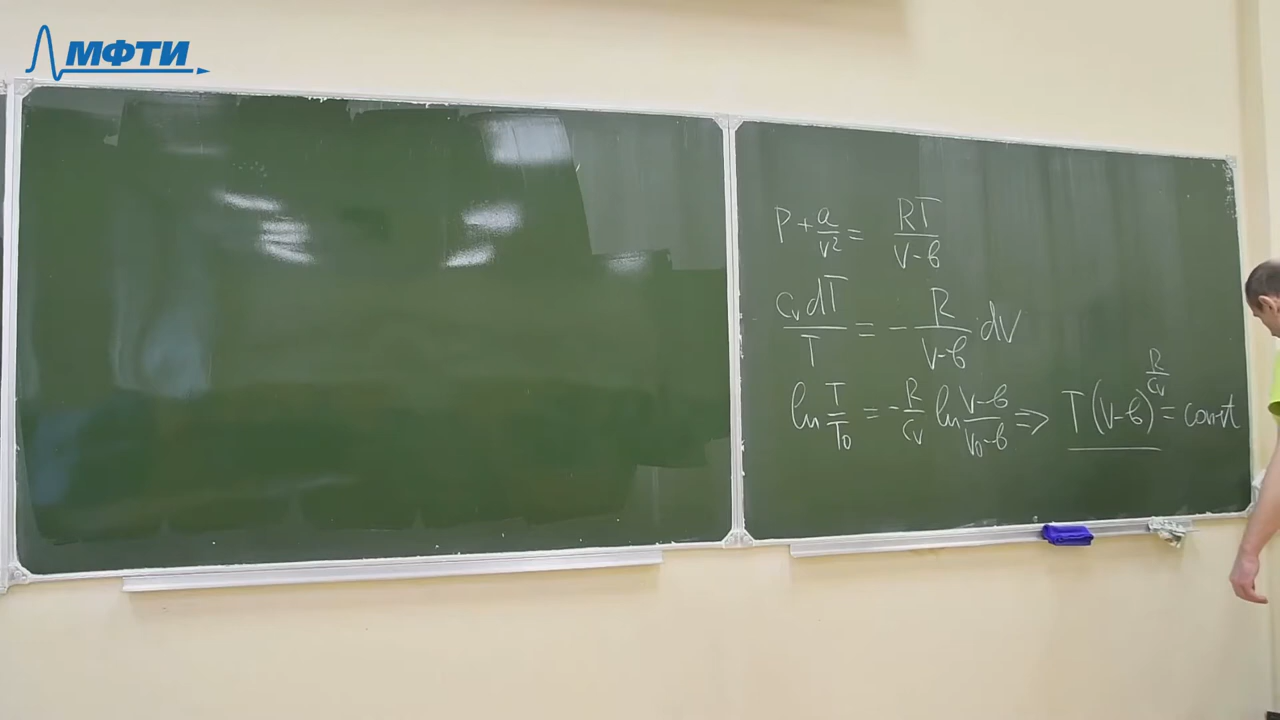 МФТИ
P + a/v² = RT/(V-в)
C_v dT/T = - R/(V-в) dV
ln T/T₀ = - R/C_v ln (V-в)/(V₀-в) ⇒ T(V-в)^(R/C_v) = const